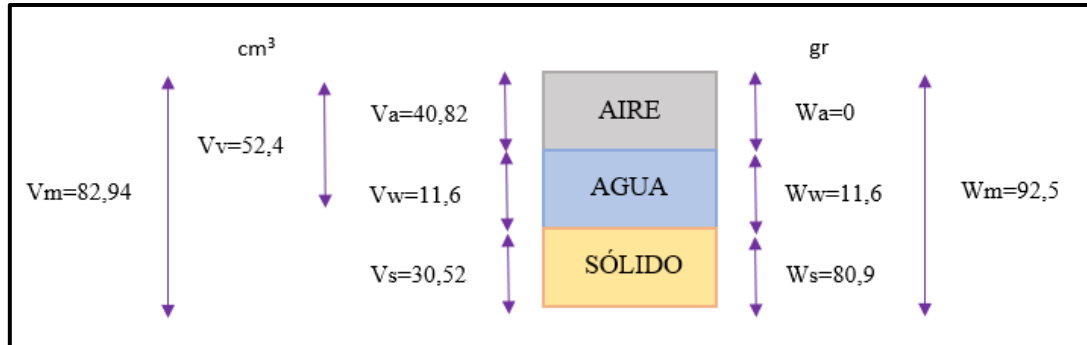 cm³ gr
Va=40,82 AIRE Wa=0
Vv=52,4
Vm=82,94 Vw=11,6 AGUA Ww=11,6 Wm=92,5
Vs=30,52 SÓLIDO Ws=80,9